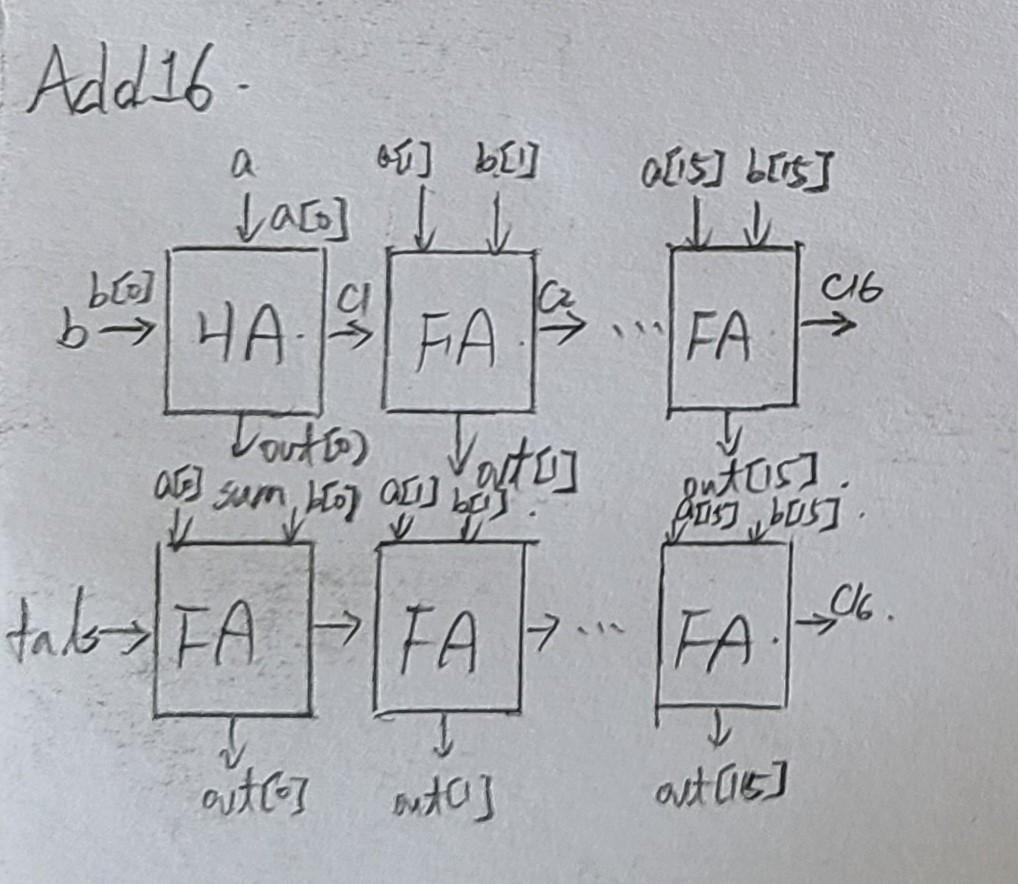 Add16.
a a[1] b[1] a[15] b[15]
a[0]
b[0] C1 C2 C16
b HA. FA. ... FA.
out[0) out[1] out[15].
a[0] sum b[0] a[1] b[1]. a[15] b[15].
FA FA ... FA. C16.
out[0] out[1] out[15]